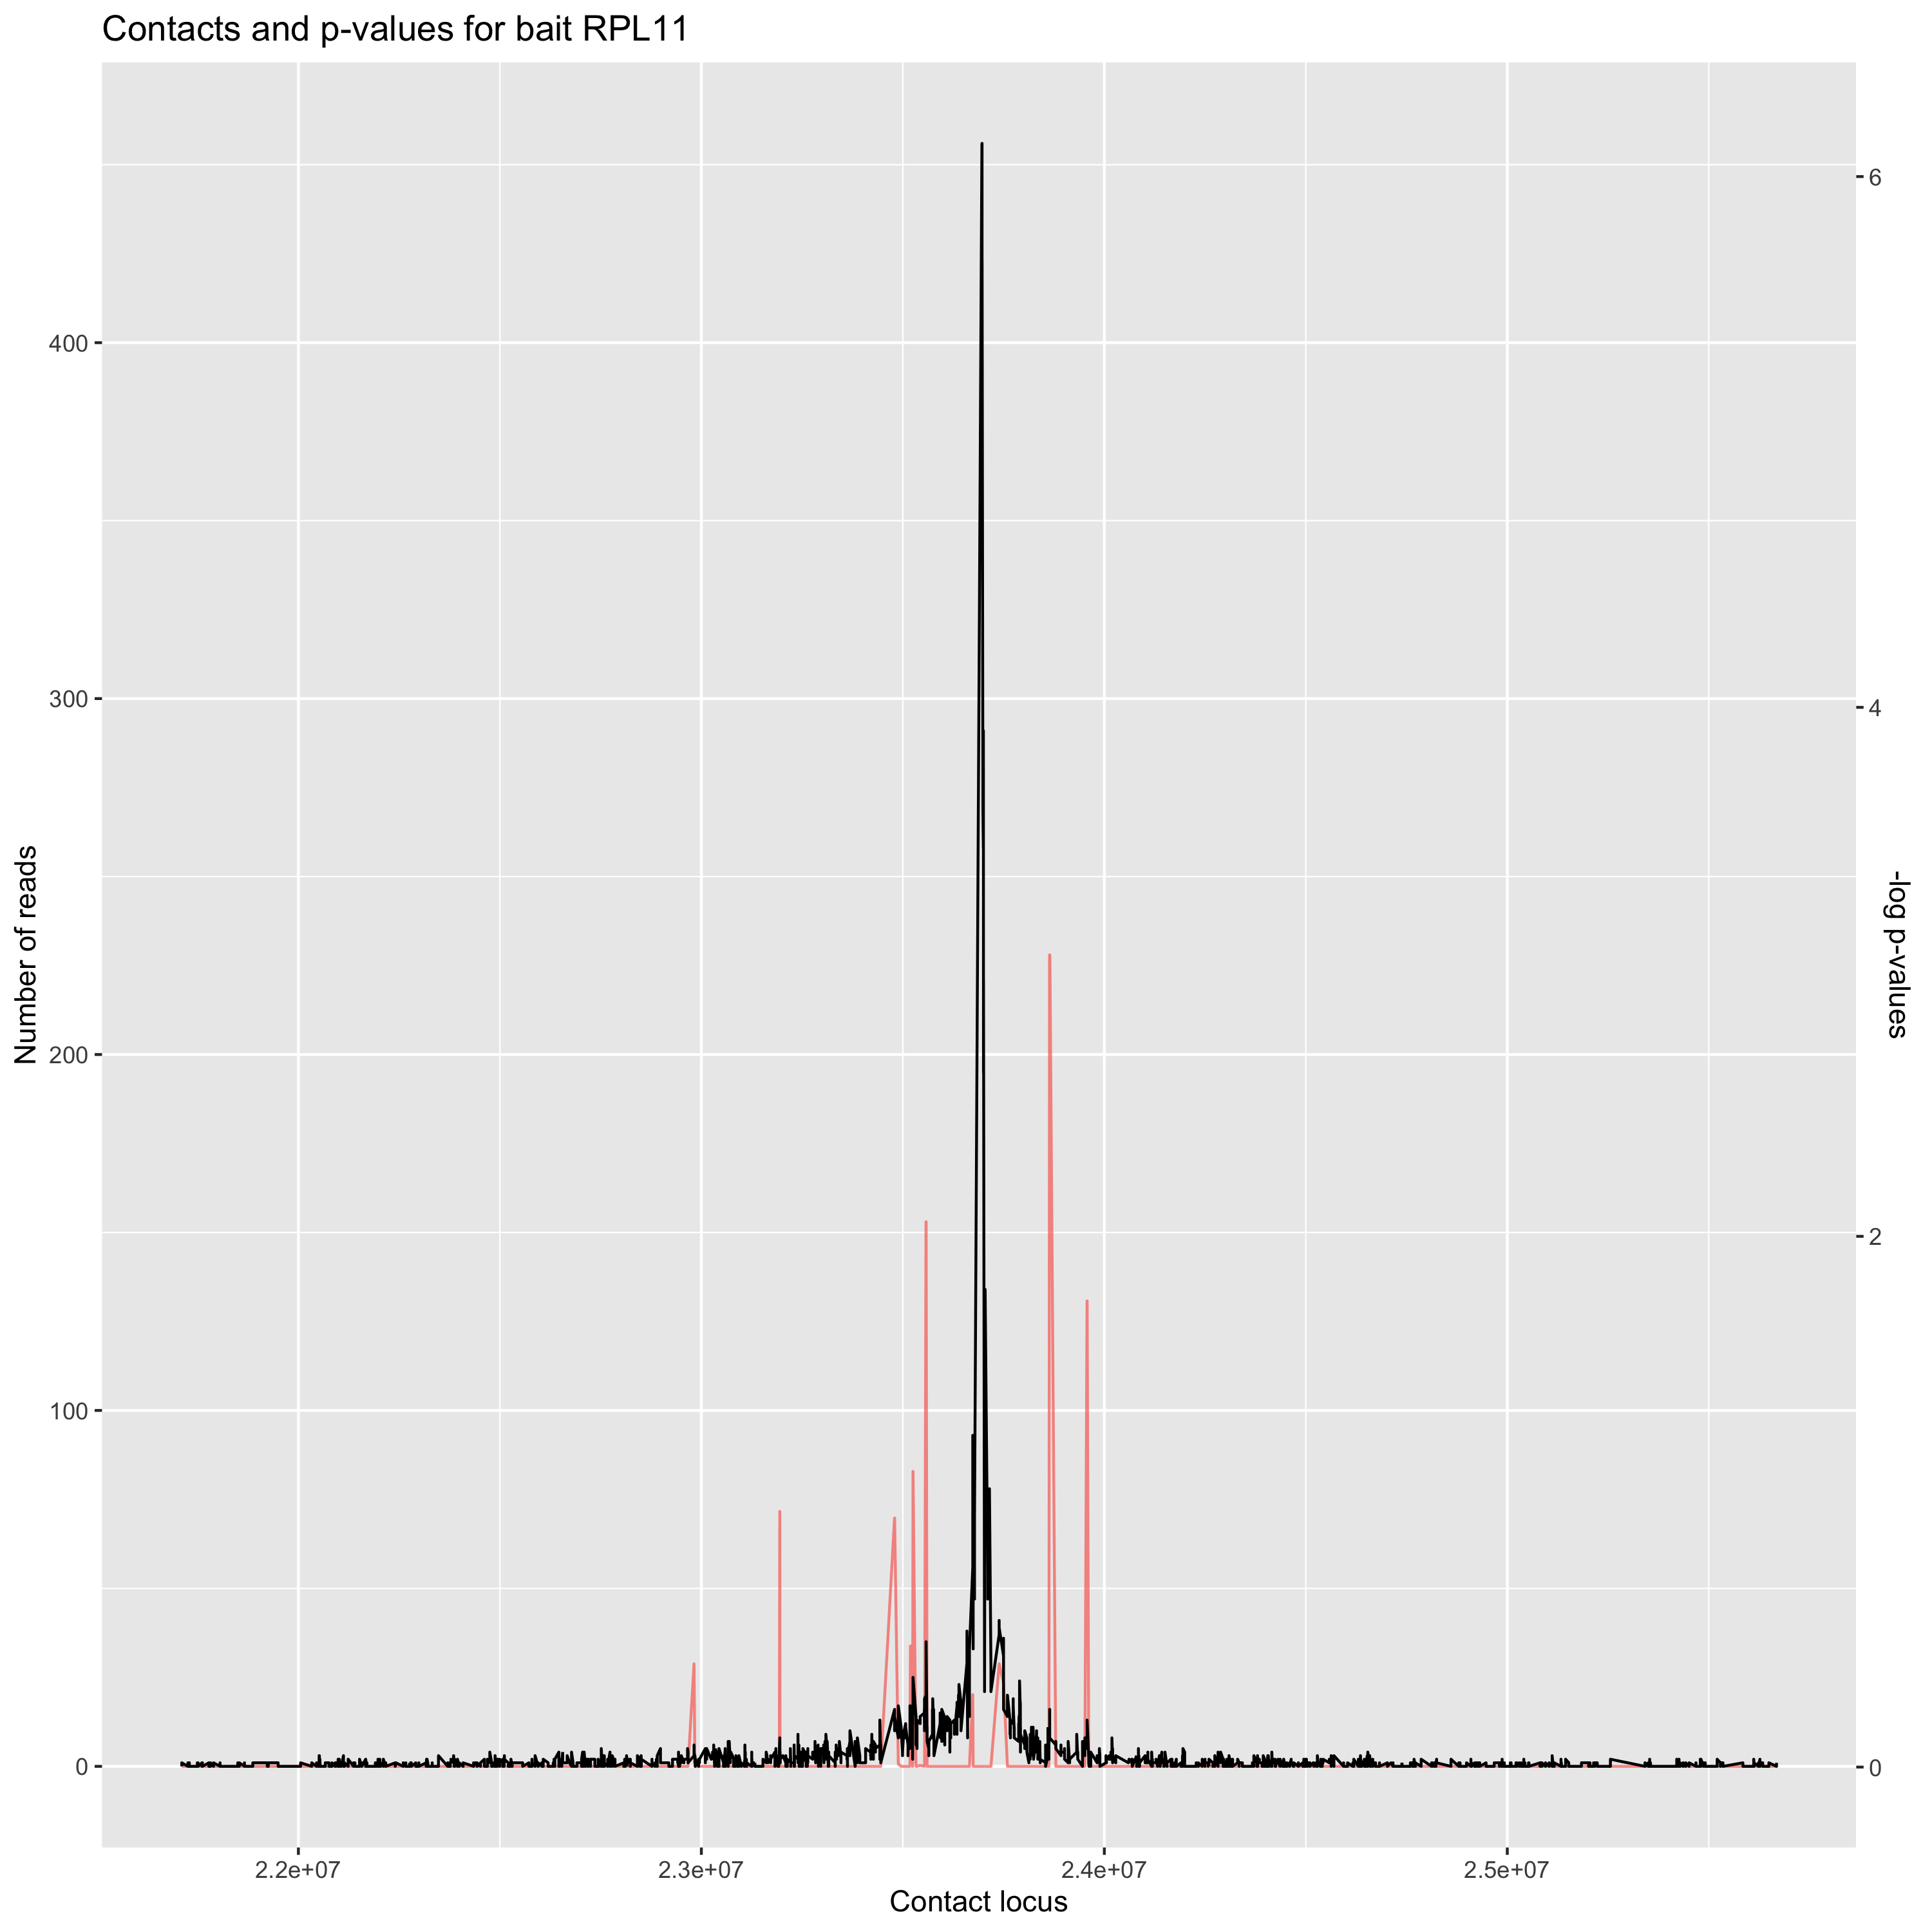 Contacts and p-values for bait RPL11
400
300
200
100
0
6
4
2
0
Number of reads
-log p-values
2.2e+07
2.3e+07
2.4e+07
2.5e+07
Contact locus